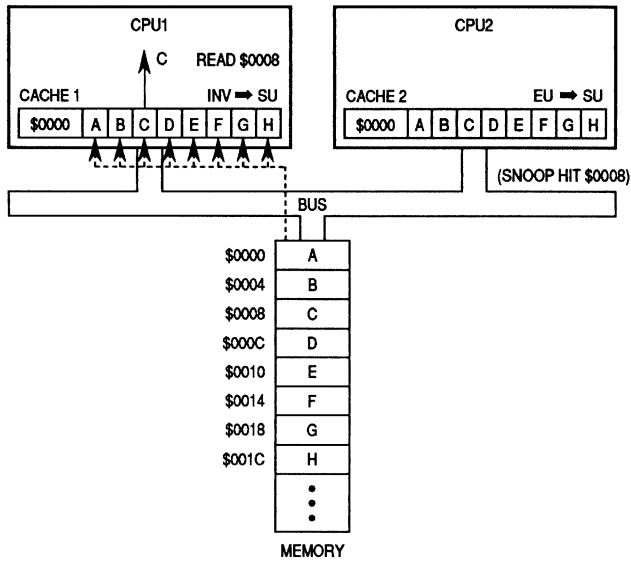 CPU1
C READ $0008
CACHE 1 INV ➡ SU
$0000 A B C D E F G H
CPU2
CACHE 2 EU ➡ SU
$0000 A B C D E F G H
(SNOOP HIT $0008)
BUS
$0000 A
$0004 B
$0008 C
$000C D
$0010 E
$0014 F
$0018 G
$001C H
MEMORY